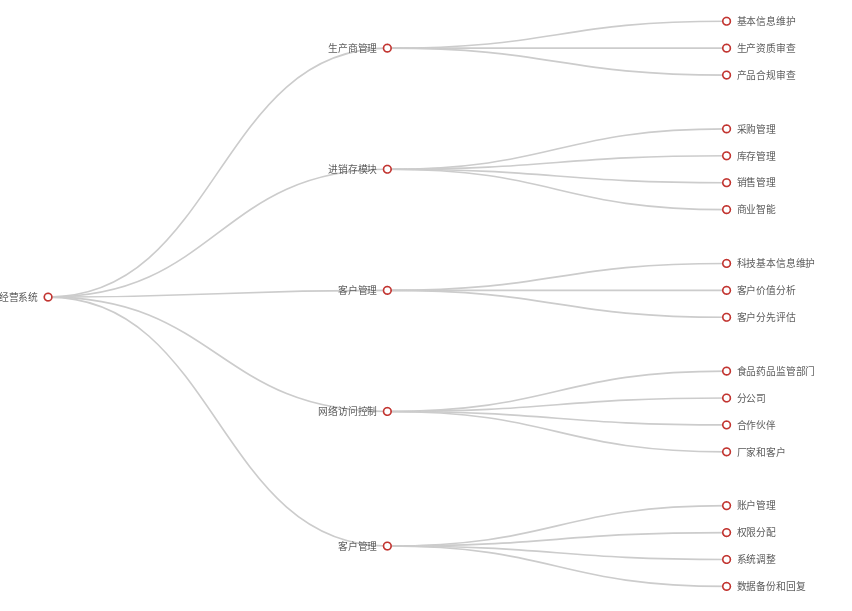 经营系统
生产商管理
基本信息维护
生产资质审查
产品合规审查
进销存模块
采购管理
库存管理
销售管理
商业智能
客户管理
科技基本信息维护
客户价值分析
客户分先评估
网络访问控制
食品药品监管部门
分公司
合作伙伴
厂家和客户
客户管理
账户管理
权限分配
系统调整
数据备份和回复